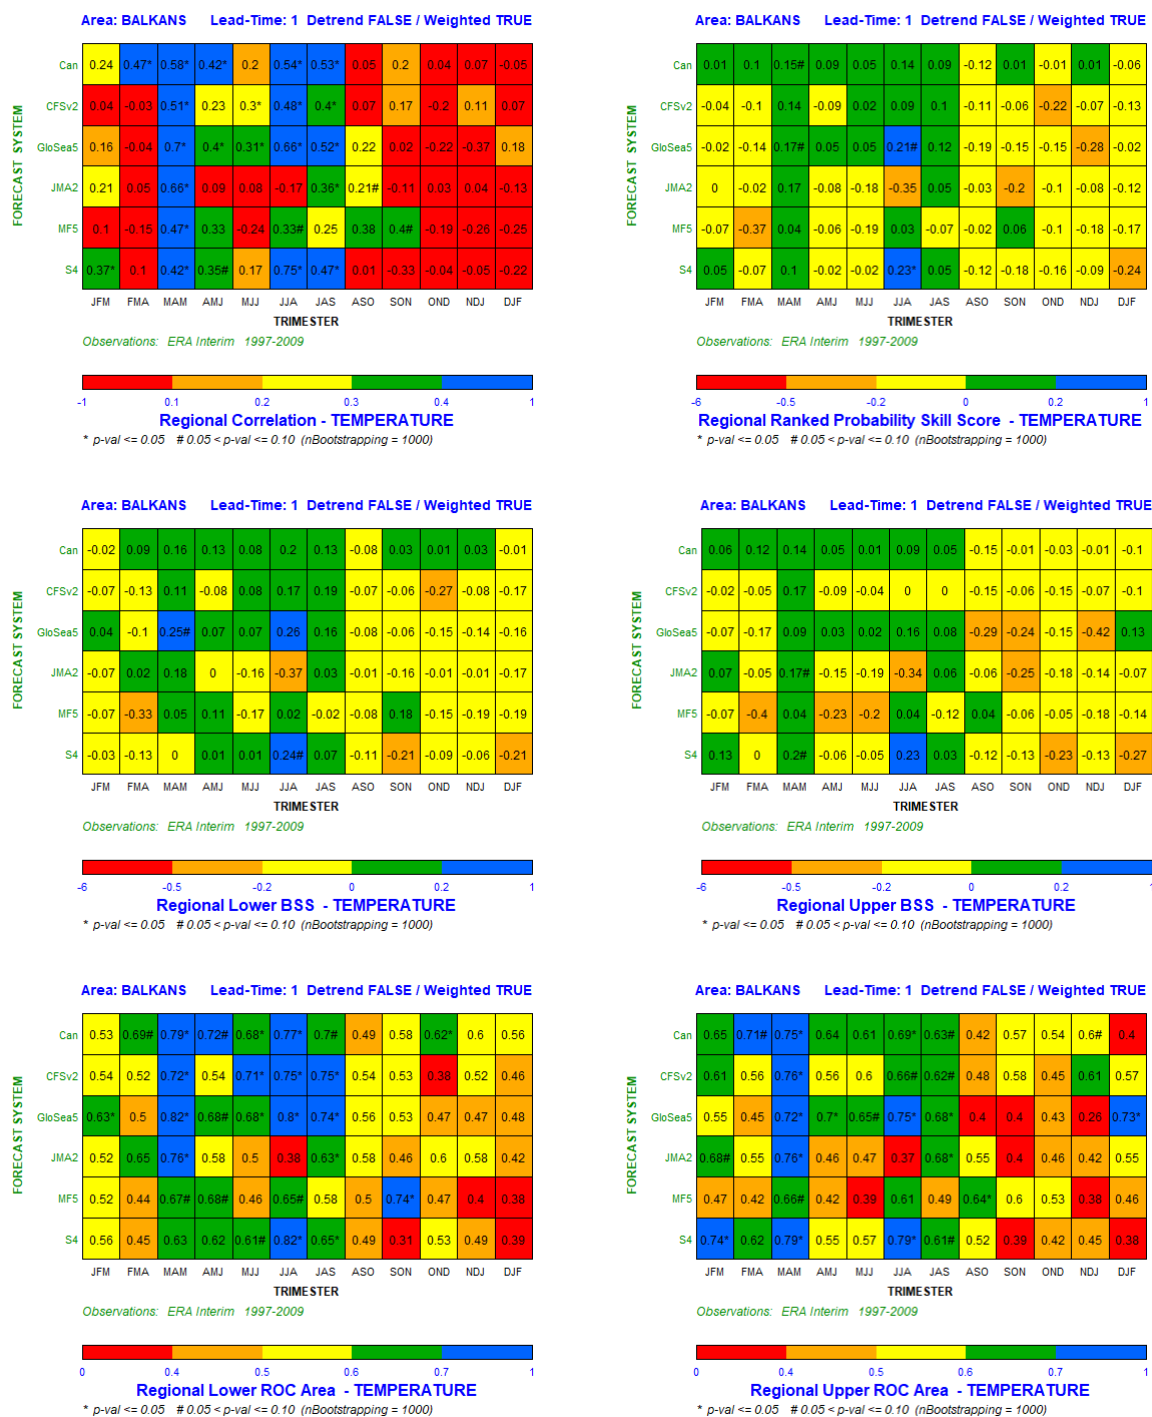 Area: BALKANS Lead-Time: 1 Detrend FALSE / Weighted TRUE
FORECAST SYSTEM
Can 0.24 0.47* 0.58* 0.42* 0.2 0.54* 0.53* 0.05 0.2 0.04 0.07 -0.05
CFSv2 0.04 -0.03 0.51* 0.23 0.3* 0.48* 0.4* 0.07 0.17 -0.2 0.11 0.07
GloSea5 0.16 -0.04 0.7* 0.4* 0.31* 0.66* 0.52* 0.22 0.02 -0.22 -0.37 0.18
JMA2 0.21 0.05 0.66* 0.09 0.08 -0.17 0.36* 0.21# -0.11 0.03 0.04 -0.13
MF5 0.1 -0.15 0.47* 0.33 -0.24 0.33# 0.25 0.38 0.4# -0.19 -0.26 -0.25
S4 0.37* 0.1 0.42* 0.35# 0.17 0.75* 0.47* 0.01 -0.33 -0.04 -0.05 -0.22
JFM FMA MAM AMJ MJJ JJA JAS ASO SON OND NDJ DJF
TRIMESTER
Observations: ERA Interim 1997-2009
-1 0.1 0.2 0.3 0.4 1
Regional Correlation - TEMPERATURE
* p-val <= 0.05 # 0.05 < p-val <= 0.10 (nBootstrapping = 1000)
Area: BALKANS Lead-Time: 1 Detrend FALSE / Weighted TRUE
FORECAST SYSTEM
Can 0.01 0.1 0.15# 0.09 0.05 0.14 0.09 -0.12 0.01 -0.01 0.01 -0.06
CFSv2 -0.04 -0.1 0.14 -0.09 0.02 0.09 0.1 -0.11 -0.06 -0.22 -0.07 -0.13
GloSea5 -0.02 -0.14 0.17# 0.05 0.05 0.21# 0.12 -0.19 -0.15 -0.15 -0.28 -0.02
JMA2 0 -0.02 0.17 -0.08 -0.18 -0.35 0.05 -0.03 -0.2 -0.1 -0.08 -0.12
MF5 -0.07 -0.37 0.04 -0.06 -0.19 0.03 -0.07 -0.02 0.06 -0.1 -0.18 -0.17
S4 0.05 -0.07 0.1 -0.02 -0.02 0.23* 0.05 -0.12 -0.18 -0.16 -0.09 -0.24
JFM FMA MAM AMJ MJJ JJA JAS ASO SON OND NDJ DJF
TRIMESTER
Observations: ERA Interim 1997-2009
-6 -0.5 -0.2 0 0.2 1
Regional Ranked Probability Skill Score - TEMPERATURE
* p-val <= 0.05 # 0.05 < p-val <= 0.10 (nBootstrapping = 1000)
Area: BALKANS Lead-Time: 1 Detrend FALSE / Weighted TRUE
FORECAST SYSTEM
Can -0.02 0.09 0.16 0.13 0.08 0.2 0.13 -0.08 0.03 0.01 0.03 -0.01
CFSv2 -0.07 -0.13 0.11 -0.08 0.08 0.17 0.19 -0.07 -0.06 -0.27 -0.08 -0.17
GloSea5 0.04 -0.1 0.25# 0.07 0.07 0.26 0.16 -0.08 -0.06 -0.15 -0.14 -0.16
JMA2 -0.07 0.02 0.18 0 -0.16 -0.37 0.03 -0.01 -0.16 -0.01 -0.01 -0.17
MF5 -0.07 -0.33 0.05 0.11 -0.17 0.02 -0.02 -0.08 0.18 -0.15 -0.19 -0.19
S4 -0.03 -0.13 0 0.01 0.01 0.24# 0.07 -0.11 -0.21 -0.09 -0.06 -0.21
JFM FMA MAM AMJ MJJ JJA JAS ASO SON OND NDJ DJF
TRIMESTER
Observations: ERA Interim 1997-2009
-6 -0.5 -0.2 0 0.2 1
Regional Lower BSS - TEMPERATURE
* p-val <= 0.05 # 0.05 < p-val <= 0.10 (nBootstrapping = 1000)
Area: BALKANS Lead-Time: 1 Detrend FALSE / Weighted TRUE
FORECAST SYSTEM
Can 0.06 0.12 0.14 0.05 0.01 0.09 0.05 -0.15 -0.01 -0.03 -0.01 -0.1
CFSv2 -0.02 -0.05 0.17 -0.09 -0.04 0 0 -0.15 -0.06 -0.15 -0.07 -0.1
GloSea5 -0.07 -0.17 0.09 0.03 0.02 0.16 0.08 -0.29 -0.24 -0.15 -0.42 0.13
JMA2 0.07 -0.05 0.17# -0.15 -0.19 -0.34 0.06 -0.06 -0.25 -0.18 -0.14 -0.07
MF5 -0.07 -0.4 0.04 -0.23 -0.2 0.04 -0.12 0.04 -0.06 -0.05 -0.18 -0.14
S4 0.13 0 0.2# -0.06 -0.05 0.23 0.03 -0.12 -0.13 -0.23 -0.13 -0.27
JFM FMA MAM AMJ MJJ JJA JAS ASO SON OND NDJ DJF
TRIMESTER
Observations: ERA Interim 1997-2009
-6 -0.5 -0.2 0 0.2 1
Regional Upper BSS - TEMPERATURE
* p-val <= 0.05 # 0.05 < p-val <= 0.10 (nBootstrapping = 1000)
Area: BALKANS Lead-Time: 1 Detrend FALSE / Weighted TRUE
FORECAST SYSTEM
Can 0.53 0.69# 0.79* 0.72# 0.68* 0.77* 0.7# 0.49 0.58 0.62* 0.6 0.56
CFSv2 0.54 0.52 0.72* 0.54 0.71* 0.75* 0.75* 0.54 0.53 0.38 0.52 0.46
GloSea5 0.63* 0.5 0.82* 0.68# 0.68* 0.8* 0.74* 0.56 0.53 0.47 0.47 0.48
JMA2 0.52 0.65 0.76* 0.58 0.5 0.38 0.63* 0.58 0.46 0.6 0.58 0.42
MF5 0.52 0.44 0.67# 0.68# 0.46 0.65# 0.58 0.5 0.74* 0.47 0.4 0.38
S4 0.56 0.45 0.63 0.62 0.61# 0.82* 0.65* 0.49 0.31 0.53 0.49 0.39
JFM FMA MAM AMJ MJJ JJA JAS ASO SON OND NDJ DJF
TRIMESTER
Observations: ERA Interim 1997-2009
0 0.4 0.5 0.6 0.7 1
Regional Lower ROC Area - TEMPERATURE
* p-val <= 0.05 # 0.05 < p-val <= 0.10 (nBootstrapping = 1000)
Area: BALKANS Lead-Time: 1 Detrend FALSE / Weighted TRUE
FORECAST SYSTEM
Can 0.65 0.71# 0.75* 0.64 0.61 0.69* 0.63# 0.42 0.57 0.54 0.6# 0.4
CFSv2 0.61 0.56 0.76* 0.56 0.6 0.66# 0.62# 0.48 0.58 0.45 0.61 0.57
GloSea5 0.55 0.45 0.72* 0.7* 0.65# 0.75* 0.68* 0.4 0.4 0.43 0.26 0.73*
JMA2 0.68# 0.55 0.76* 0.46 0.47 0.37 0.68* 0.55 0.4 0.46 0.42 0.55
MF5 0.47 0.42 0.66# 0.42 0.39 0.61 0.49 0.64* 0.6 0.53 0.38 0.46
S4 0.74* 0.62 0.79* 0.55 0.57 0.79* 0.61# 0.52 0.39 0.42 0.45 0.38
JFM FMA MAM AMJ MJJ JJA JAS ASO SON OND NDJ DJF
TRIMESTER
Observations: ERA Interim 1997-2009
0 0.4 0.5 0.6 0.7 1
Regional Upper ROC Area - TEMPERATURE
* p-val <= 0.05 # 0.05 < p-val <= 0.10 (nBootstrapping = 1000)